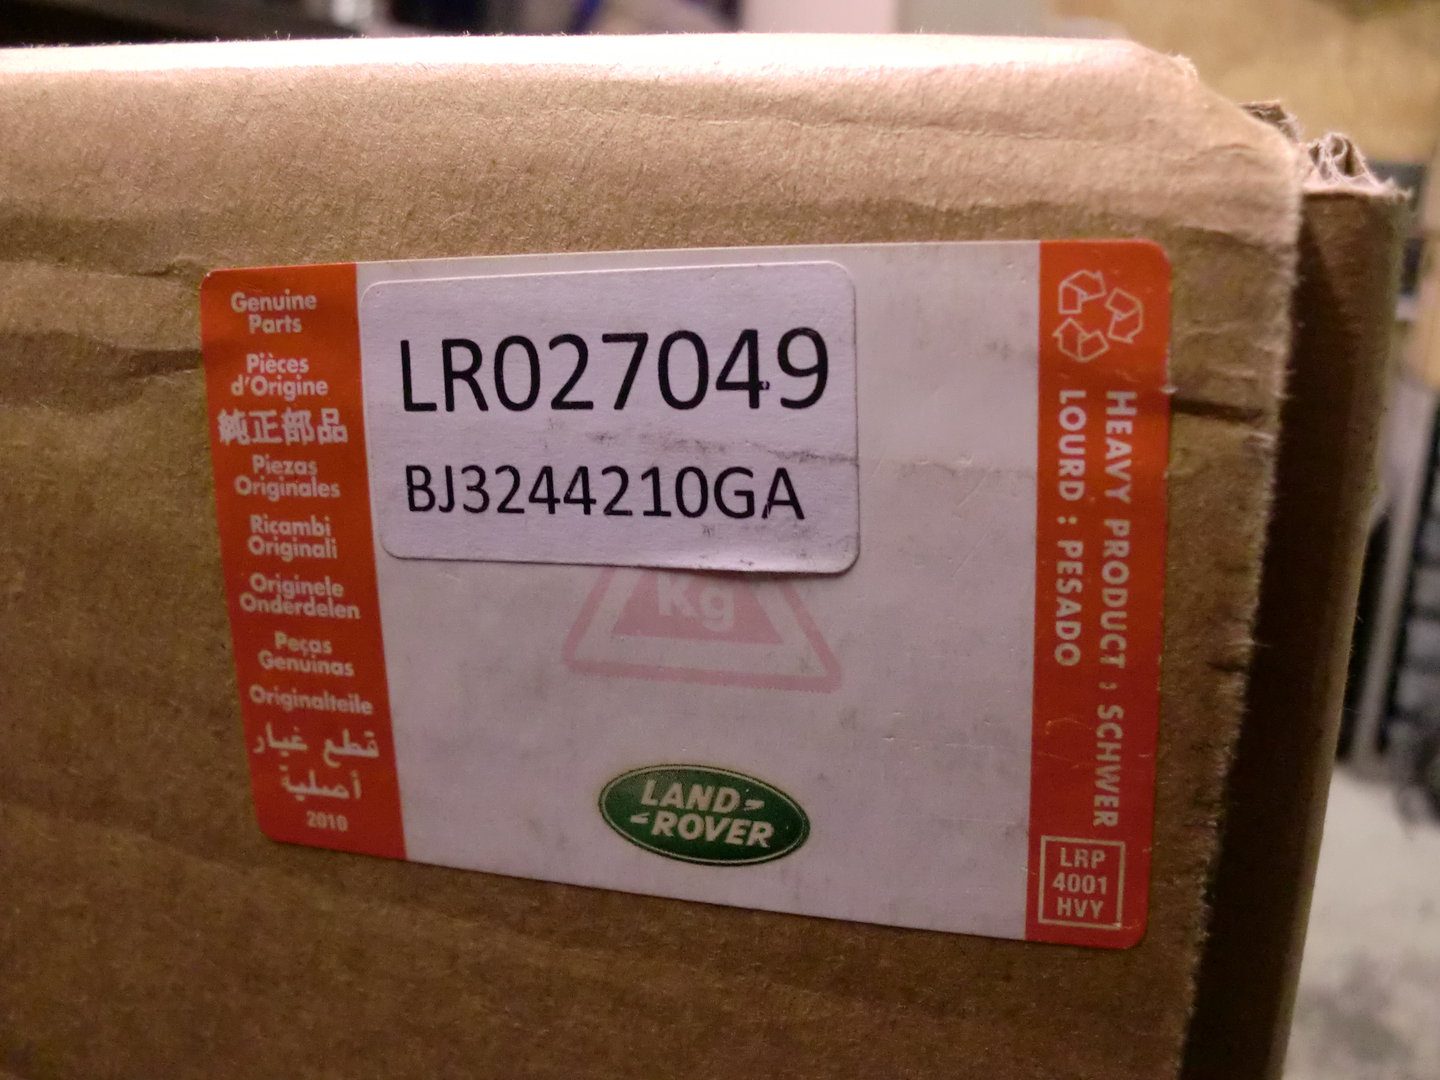 Genuine
Parts
Pièces
d'Origine
純正部品
Piezas
Originales
Ricambi
Originali
Originele
Onderdelen
Peças
Genuinas
Originalteile
قطع غيار
أصلية
2010
LR027049
BJ3244210GA
Kg
LAND-
-ROVER
HEAVY PRODUCT : SCHWER
LOURD : PESADO
LRP
4001
HVY